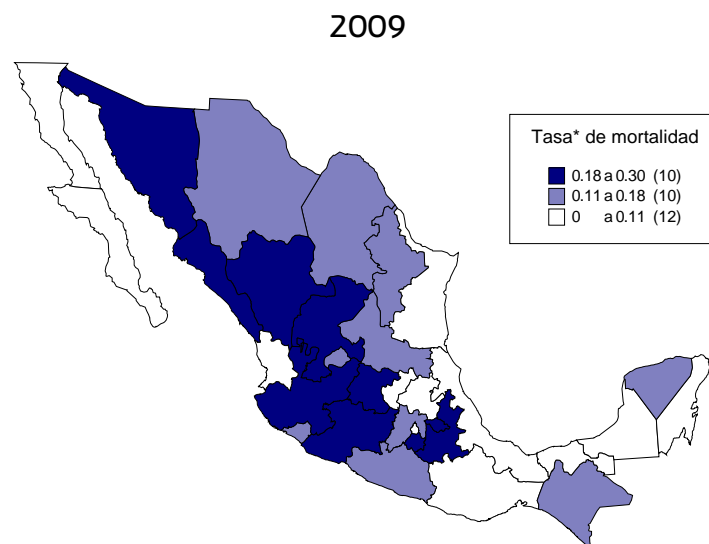 2009
Tasa* de mortalidad
0.18 a 0.30 (10)
0.11 a 0.18 (10)
0 a 0.11 (12)